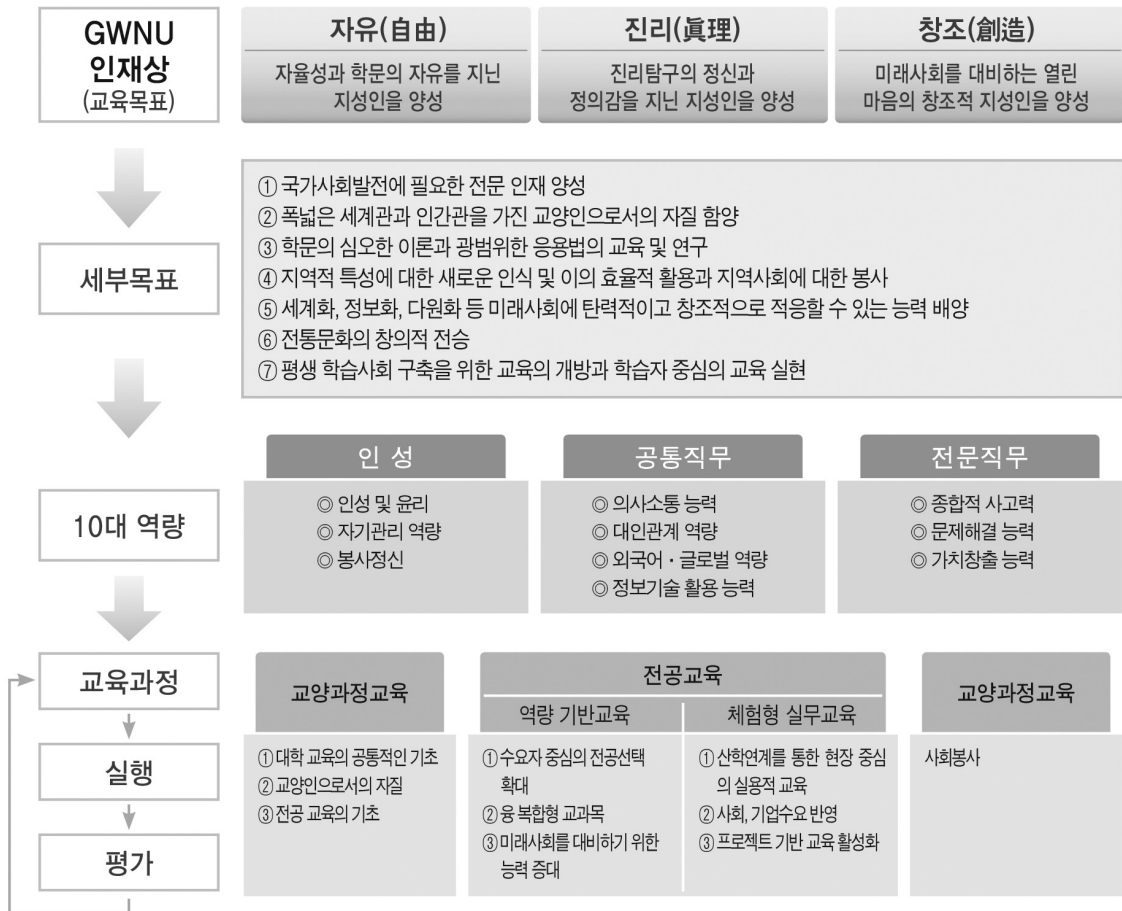 GWNU
인재상
(교육목표)
자유(自由)
자율성과 학문의 자유를 지닌
지성인을 양성
진리(眞理)
진리탐구의 정신과
정의감을 지닌 지성인을 양성
창조(創造)
미래사회를 대비하는 열린
마음의 창조적 지성인을 양성
세부목표
① 국가사회발전에 필요한 전문 인재 양성
② 폭넓은 세계관과 인간관을 가진 교양인으로서의 자질 함양
③ 학문의 심오한 이론과 광범위한 응용법의 교육 및 연구
④ 지역적 특성에 대한 새로운 인식 및 이의 효율적 활용과 지역사회에 대한 봉사
⑤ 세계화, 정보화, 다원화 등 미래사회에 탄력적이고 창조적으로 적응할 수 있는 능력 배양
⑥ 전통문화의 창의적 전승
⑦ 평생 학습사회 구축을 위한 교육의 개방과 학습자 중심의 교육 실현
10대 역량
인 성
◎ 인성 및 윤리
◎ 자기관리 역량
◎ 봉사정신
공통직무
◎ 의사소통 능력
◎ 대인관계 역량
◎ 외국어·글로벌 역량
◎ 정보기술 활용 능력
전문직무
◎ 종합적 사고력
◎ 문제해결 능력
◎ 가치창출 능력
교육과정
실행
평가
교양과정교육
① 대학 교육의 공통적인 기초
② 교양인으로서의 자질
③ 전공 교육의 기초
전공교육
역량 기반교육
① 수요자 중심의 전공선택
확대
② 융 복합형 교과목
③ 미래사회를 대비하기 위한
능력 증대
체험형 실무교육
① 산학연계를 통한 현장 중심
의 실용적 교육
② 사회, 기업수요 반영
③ 프로젝트 기반 교육 활성화
교양과정교육
사회봉사